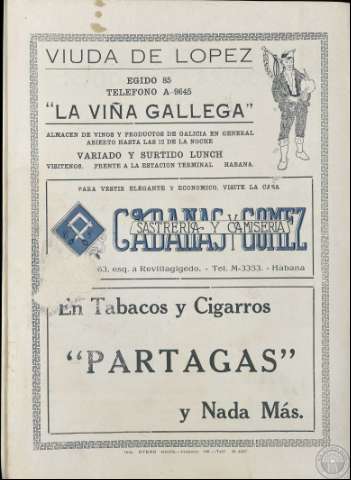 VIUDA DE LOPEZ
EGIDO 85
TELEFONO A-9645
"LA VIÑA GALLEGA"
ALMACEN DE VINOS Y PRODUCTOS DE GALICIA EN GENERAL
ABIERTO HASTA LAS 12 DE LA NOCHE
VARIADO Y SURTIDO LUNCH
VISITENOS. FRENTE A LA ESTACION TERMINAL HABANA.
PARA VESTIR ELEGANTE Y ECONOMICO, VISITE LA CASA
CABANAS Y GOMEZ
SASTRERIA Y CAMISERIA
63, esq. a Revillagigedo. - Tel. M-3353. - Habana
En Tabacos y Cigarros
"PARTAGAS"
y Nada Más.